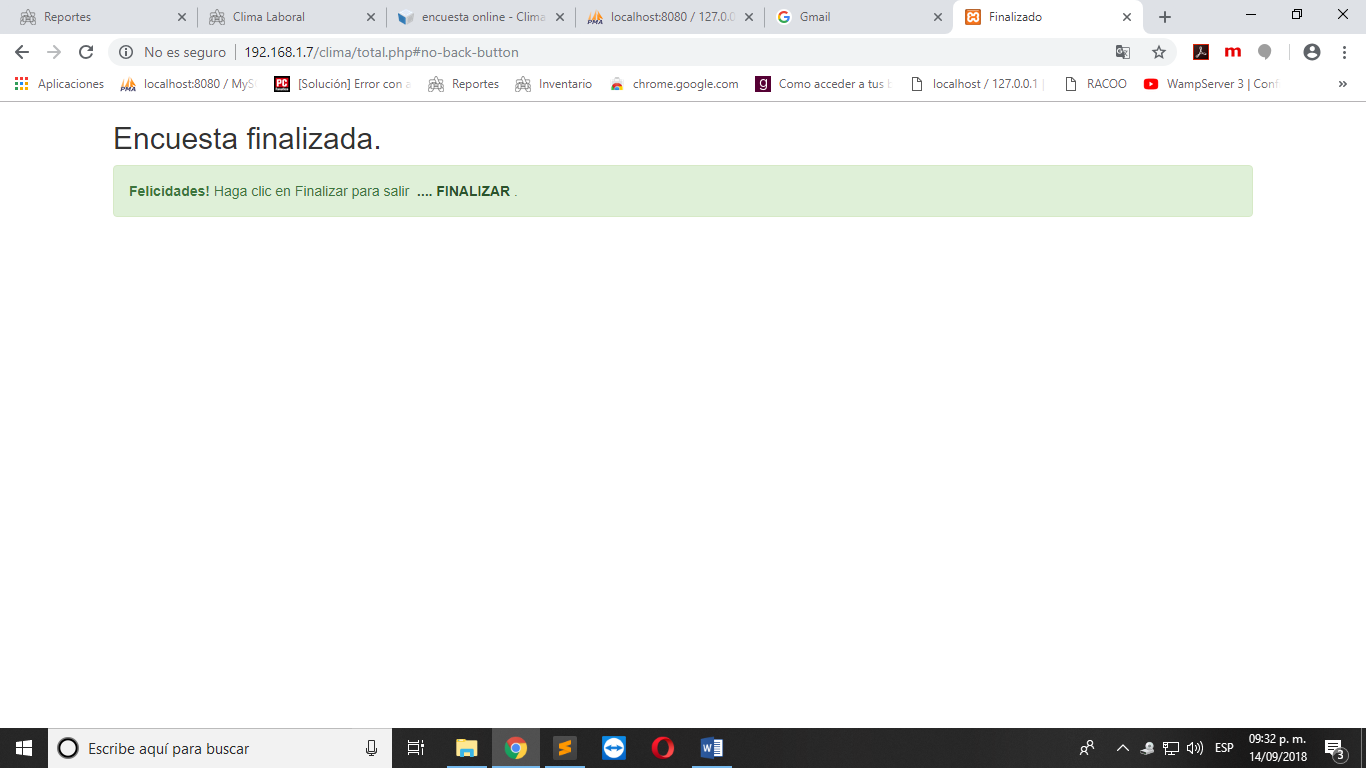 Reportes
Clima Laboral
encuesta online - Clima
localhost:8080 / 127.0.0
Gmail
Finalizado
No es seguro
192.168.1.7/clima/total.php#no-back-button
Aplicaciones
localhost:8080 / MyS
[Solución] Error con a
Reportes
Inventario
chrome.google.com
Como acceder a tus
localhost / 127.0.0.1 |
RACOO
WampServer 3 | Conf
»
Encuesta finalizada.
Felicidades! Haga clic en Finalizar para salir .... FINALIZAR .
Escribe aquí para buscar
ESP
09:32 p. m.
14/09/2018
3